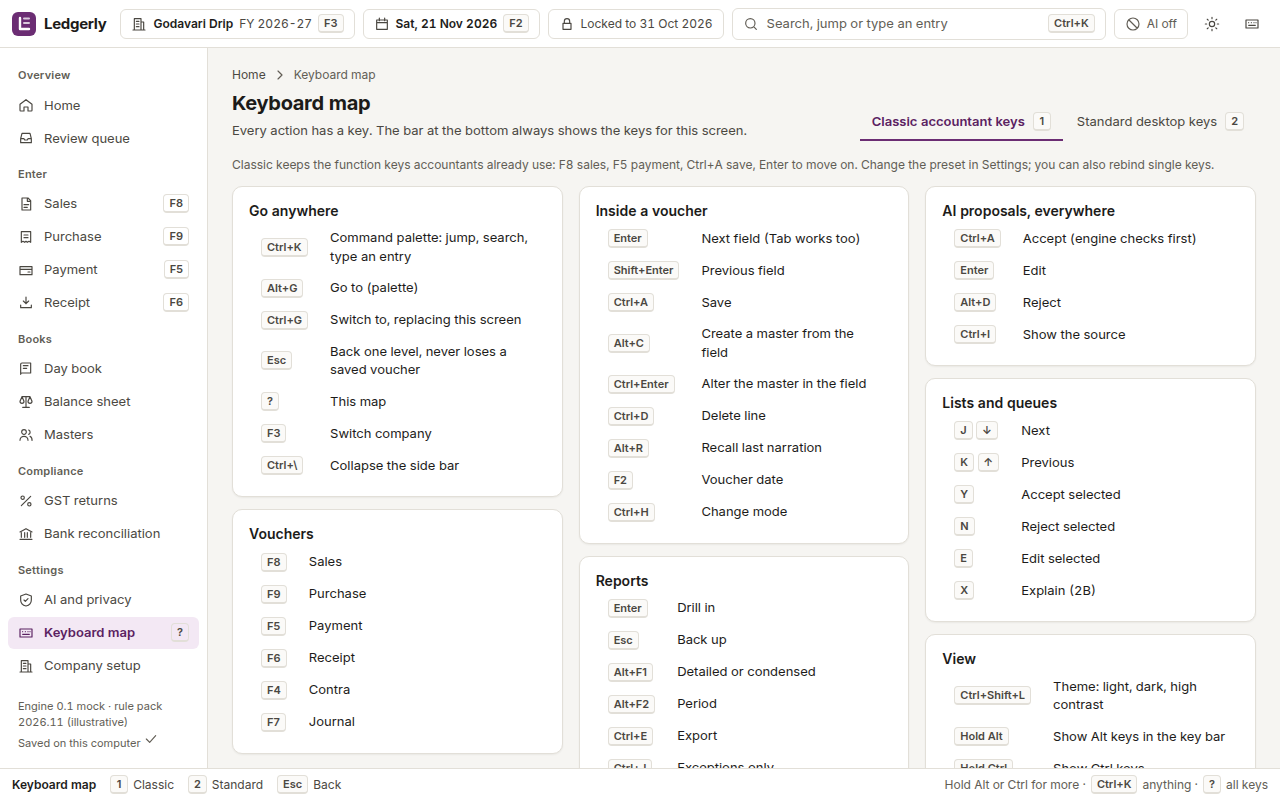 Ledgerly
Godavari Drip FY 2026-27 F3
Sat, 21 Nov 2026 F2
Locked to 31 Oct 2026
Search, jump or type an entry Ctrl+K
AI off
Overview
Home
Review queue
Enter
Sales F8
Purchase F9
Payment F5
Receipt F6
Books
Day book
Balance sheet
Masters
Compliance
GST returns
Bank reconciliation
Settings
AI and privacy
Keyboard map ?
Company setup
Engine 0.1 mock · rule pack
2026.11 (illustrative)
Saved on this computer
Home > Keyboard map
Keyboard map
Every action has a key. The bar at the bottom always shows the keys for this screen.
Classic accountant keys 1
Standard desktop keys 2
Classic keeps the function keys accountants already use: F8 sales, F5 payment, Ctrl+A save, Enter to move on. Change the preset in Settings; you can also rebind single keys.
Go anywhere
Ctrl+K Command palette: jump, search,
type an entry
Alt+G Go to (palette)
Ctrl+G Switch to, replacing this screen
Esc Back one level, never loses a
saved voucher
? This map
F3 Switch company
Ctrl+\ Collapse the side bar
Vouchers
F8 Sales
F9 Purchase
F5 Payment
F6 Receipt
F4 Contra
F7 Journal
Inside a voucher
Enter Next field (Tab works too)
Shift+Enter Previous field
Ctrl+A Save
Alt+C Create a master from the
field
Ctrl+Enter Alter the master in the field
Ctrl+D Delete line
Alt+R Recall last narration
F2 Voucher date
Ctrl+H Change mode
Reports
Enter Drill in
Esc Back up
Alt+F1 Detailed or condensed
Alt+F2 Period
Ctrl+E Export
Exceptions only
AI proposals, everywhere
Ctrl+A Accept (engine checks first)
Enter Edit
Alt+D Reject
Ctrl+I Show the source
Lists and queues
J ↓ Next
K ↑ Previous
Y Accept selected
N Reject selected
E Edit selected
X Explain (2B)
View
Ctrl+Shift+L Theme: light, dark, high
contrast
Hold Alt Show Alt keys in the key bar
Hold Ctrl Show Ctrl keys
Keyboard map 1 Classic 2 Standard Esc Back
Hold Alt or Ctrl for more · Ctrl+K anything · ? all keys